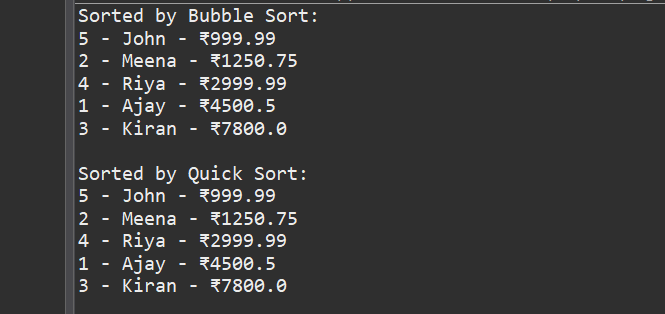 Sorted by Bubble Sort:
5 - John - ₹999.99
2 - Meena - ₹1250.75
4 - Riya - ₹2999.99
1 - Ajay - ₹4500.5
3 - Kiran - ₹7800.0
Sorted by Quick Sort:
5 - John - ₹999.99
2 - Meena - ₹1250.75
4 - Riya - ₹2999.99
1 - Ajay - ₹4500.5
3 - Kiran - ₹7800.0